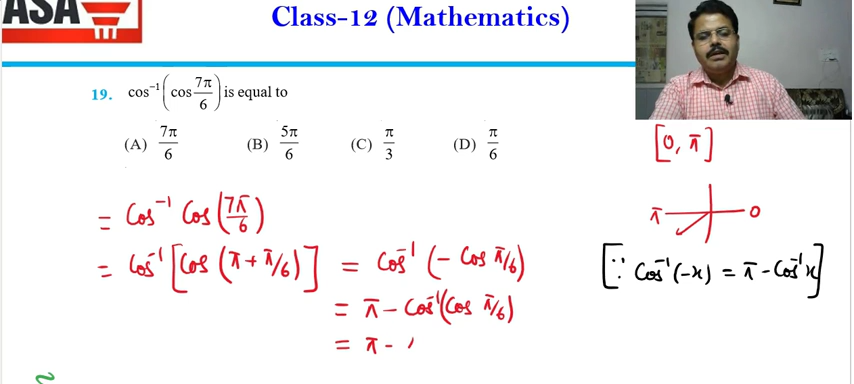 ASA
Class-12 (Mathematics)
19. cos⁻¹(cos 7π/6) is equal to
(A) 7π/6 (B) 5π/6 (C) π/3 (D) π/6
[0, π]
= Cos⁻¹ Cos (7π/6)
π 0
= Cos⁻¹ [Cos (π + π/6)] = Cos⁻¹ (- Cos π/6)
[∵ Cos⁻¹(-x) = π - Cos⁻¹x]
= π - Cos⁻¹(Cos π/6)
= π -
2